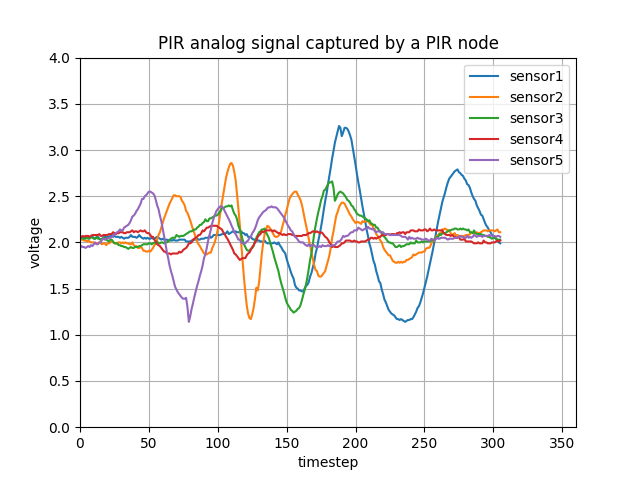 PIR analog signal captured by a PIR node
4.0
3.5
3.0
2.5
2.0
1.5
1.0
0.5
0.0
voltage
sensor1
sensor2
sensor3
sensor4
sensor5
0 50 100 150 200 250 300 350
timestep